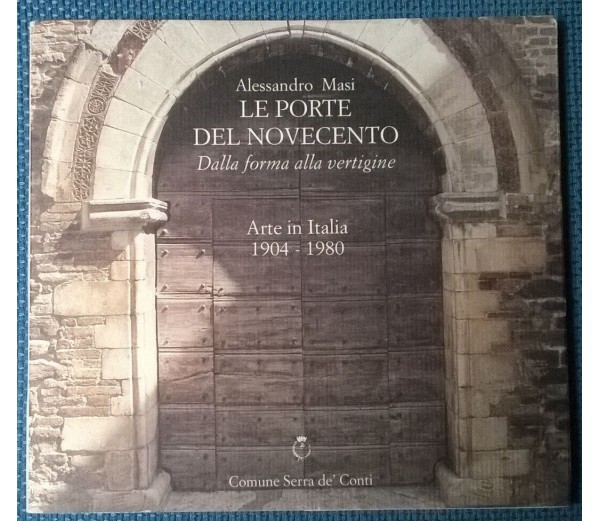 Alessandro Masi
LE PORTE
DEL NOVECENTO
Dalla forma alla vertigine
Arte in Italia
1904 - 1980
Comune Serra de' Conti